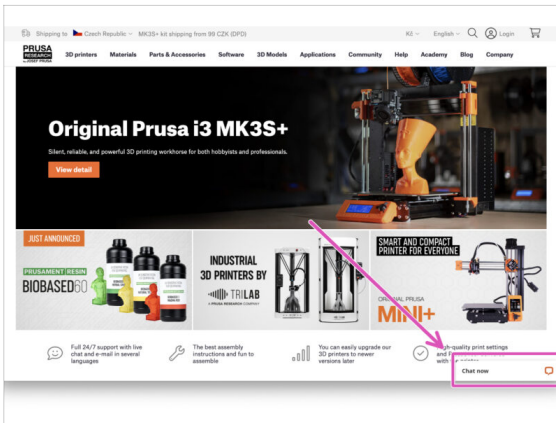 Shipping to Czech Republic MK3S+ kit shipping from 99 CZK (DPD)
Kč English Login
PRUSA
RESEARCH
by JOSEF PRUSA
3D printers Materials Parts & Accessories Software 3D Models Applications Community Help Academy Blog Company
Original Prusa i3 MK3S+
Silent, reliable, and powerful 3D printing workhorse for both hobbyists and professionals.
View detail
JUST ANNOUNCED
PRUSAMENT RESIN
BIOBASED60
INDUSTRIAL
3D PRINTERS BY
TRILAB
A PRUSA RESEARCH COMPANY
SMART AND COMPACT
PRINTER FOR EVERYONE
ORIGINAL PRUSA
MINI+
Full 24/7 support with live
chat and e-mail in several
languages
The best assembly
instructions and fun to
assemble
You can easily upgrade our
3D printers to newer
versions later
quality print settings
and
with
Chat now